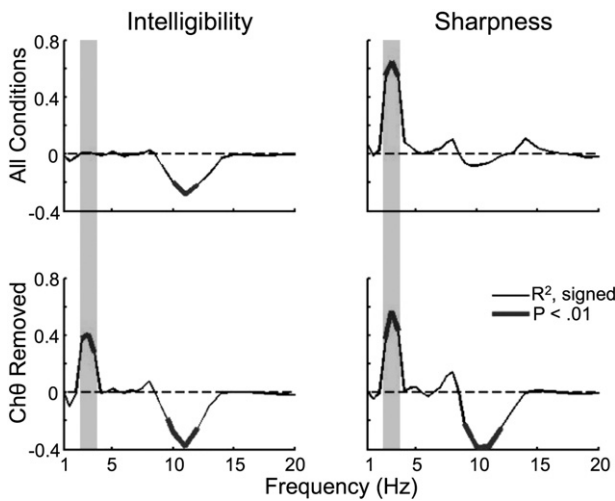 Intelligibility Sharpness
All Conditions
0.8
0.4
0
-0.4
Chθ Removed
0.8
0.4
0
-0.4
R², signed
P < .01
1 5 10 15 20 1 5 10 15 20
Frequency (Hz)